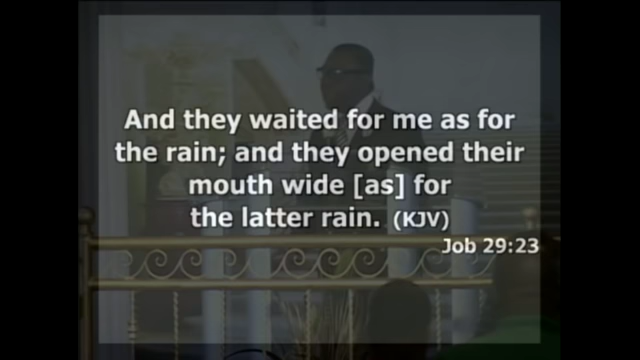 And they waited for me as for
the rain; and they opened their
mouth wide [as] for
the latter rain. (KJV)
Job 29:23